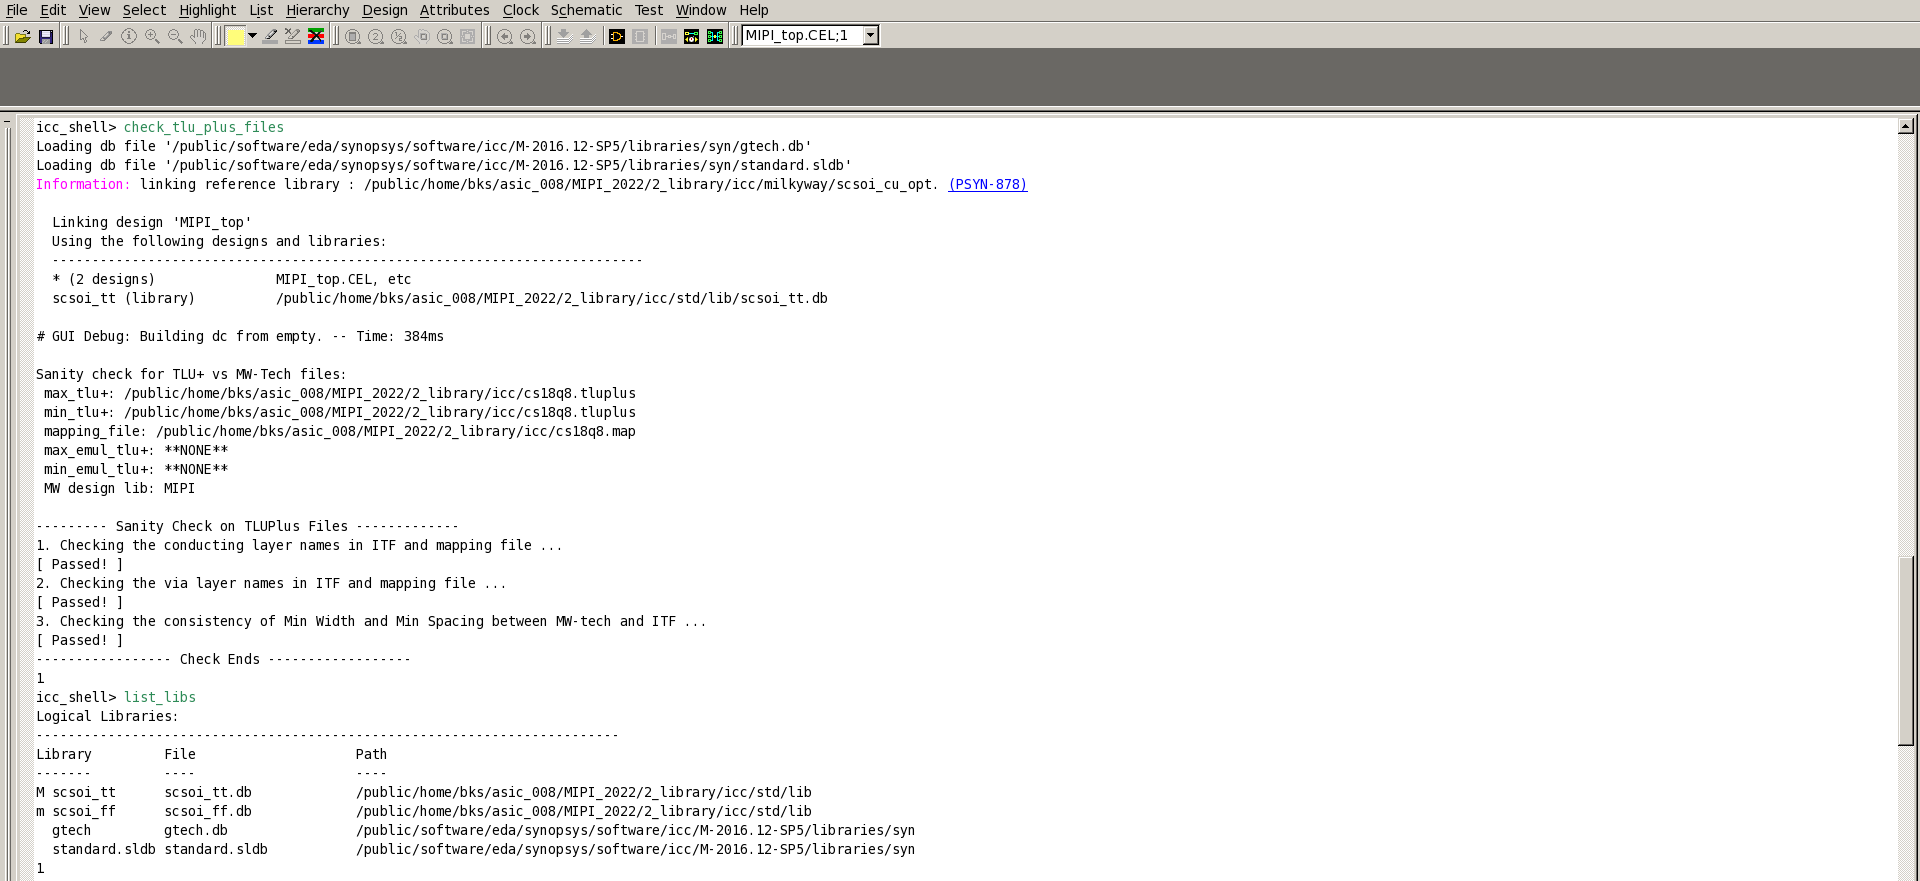 File Edit View Select Highlight List Hierarchy Design Attributes Clock Schematic Test Window Help
MIPI_top.CEL;1
icc_shell> check_tlu_plus_files
Loading db file '/public/software/eda/synopsys/software/icc/M-2016.12-SP5/libraries/syn/gtech.db'
Loading db file '/public/software/eda/synopsys/software/icc/M-2016.12-SP5/libraries/syn/standard.sldb'
Information: linking reference library : /public/home/bks/asic_008/MIPI_2022/2_library/icc/milkyway/scsoi_cu_opt. (PSYN-878)
Linking design 'MIPI_top'
Using the following designs and libraries:
--------------------------------------------------------------------------
* (2 designs)               MIPI_top.CEL, etc
scsoi_tt (library)          /public/home/bks/asic_008/MIPI_2022/2_library/icc/std/lib/scsoi_tt.db
# GUI Debug: Building dc from empty. -- Time: 384ms
Sanity check for TLU+ vs MW-Tech files:
max_tlu+: /public/home/bks/asic_008/MIPI_2022/2_library/icc/cs18q8.tluplus
min_tlu+: /public/home/bks/asic_008/MIPI_2022/2_library/icc/cs18q8.tluplus
mapping_file: /public/home/bks/asic_008/MIPI_2022/2_library/icc/cs18q8.map
max_emul_tlu+: **NONE**
min_emul_tlu+: **NONE**
MW design lib: MIPI
--------- Sanity Check on TLUPlus Files -------------
1. Checking the conducting layer names in ITF and mapping file ...
[ Passed! ]
2. Checking the via layer names in ITF and mapping file ...
[ Passed! ]
3. Checking the consistency of Min Width and Min Spacing between MW-tech and ITF ...
[ Passed! ]
----------------- Check Ends ------------------
1
icc_shell> list_libs
Logical Libraries:
-------------------------------------------------------------------------
Library         File                    Path
-------         ----                    ----
M scsoi_tt      scsoi_tt.db             /public/home/bks/asic_008/MIPI_2022/2_library/icc/std/lib
m scsoi_ff      scsoi_ff.db             /public/home/bks/asic_008/MIPI_2022/2_library/icc/std/lib
gtech         gtech.db                /public/software/eda/synopsys/software/icc/M-2016.12-SP5/libraries/syn
standard.sldb standard.sldb           /public/software/eda/synopsys/software/icc/M-2016.12-SP5/libraries/syn
1